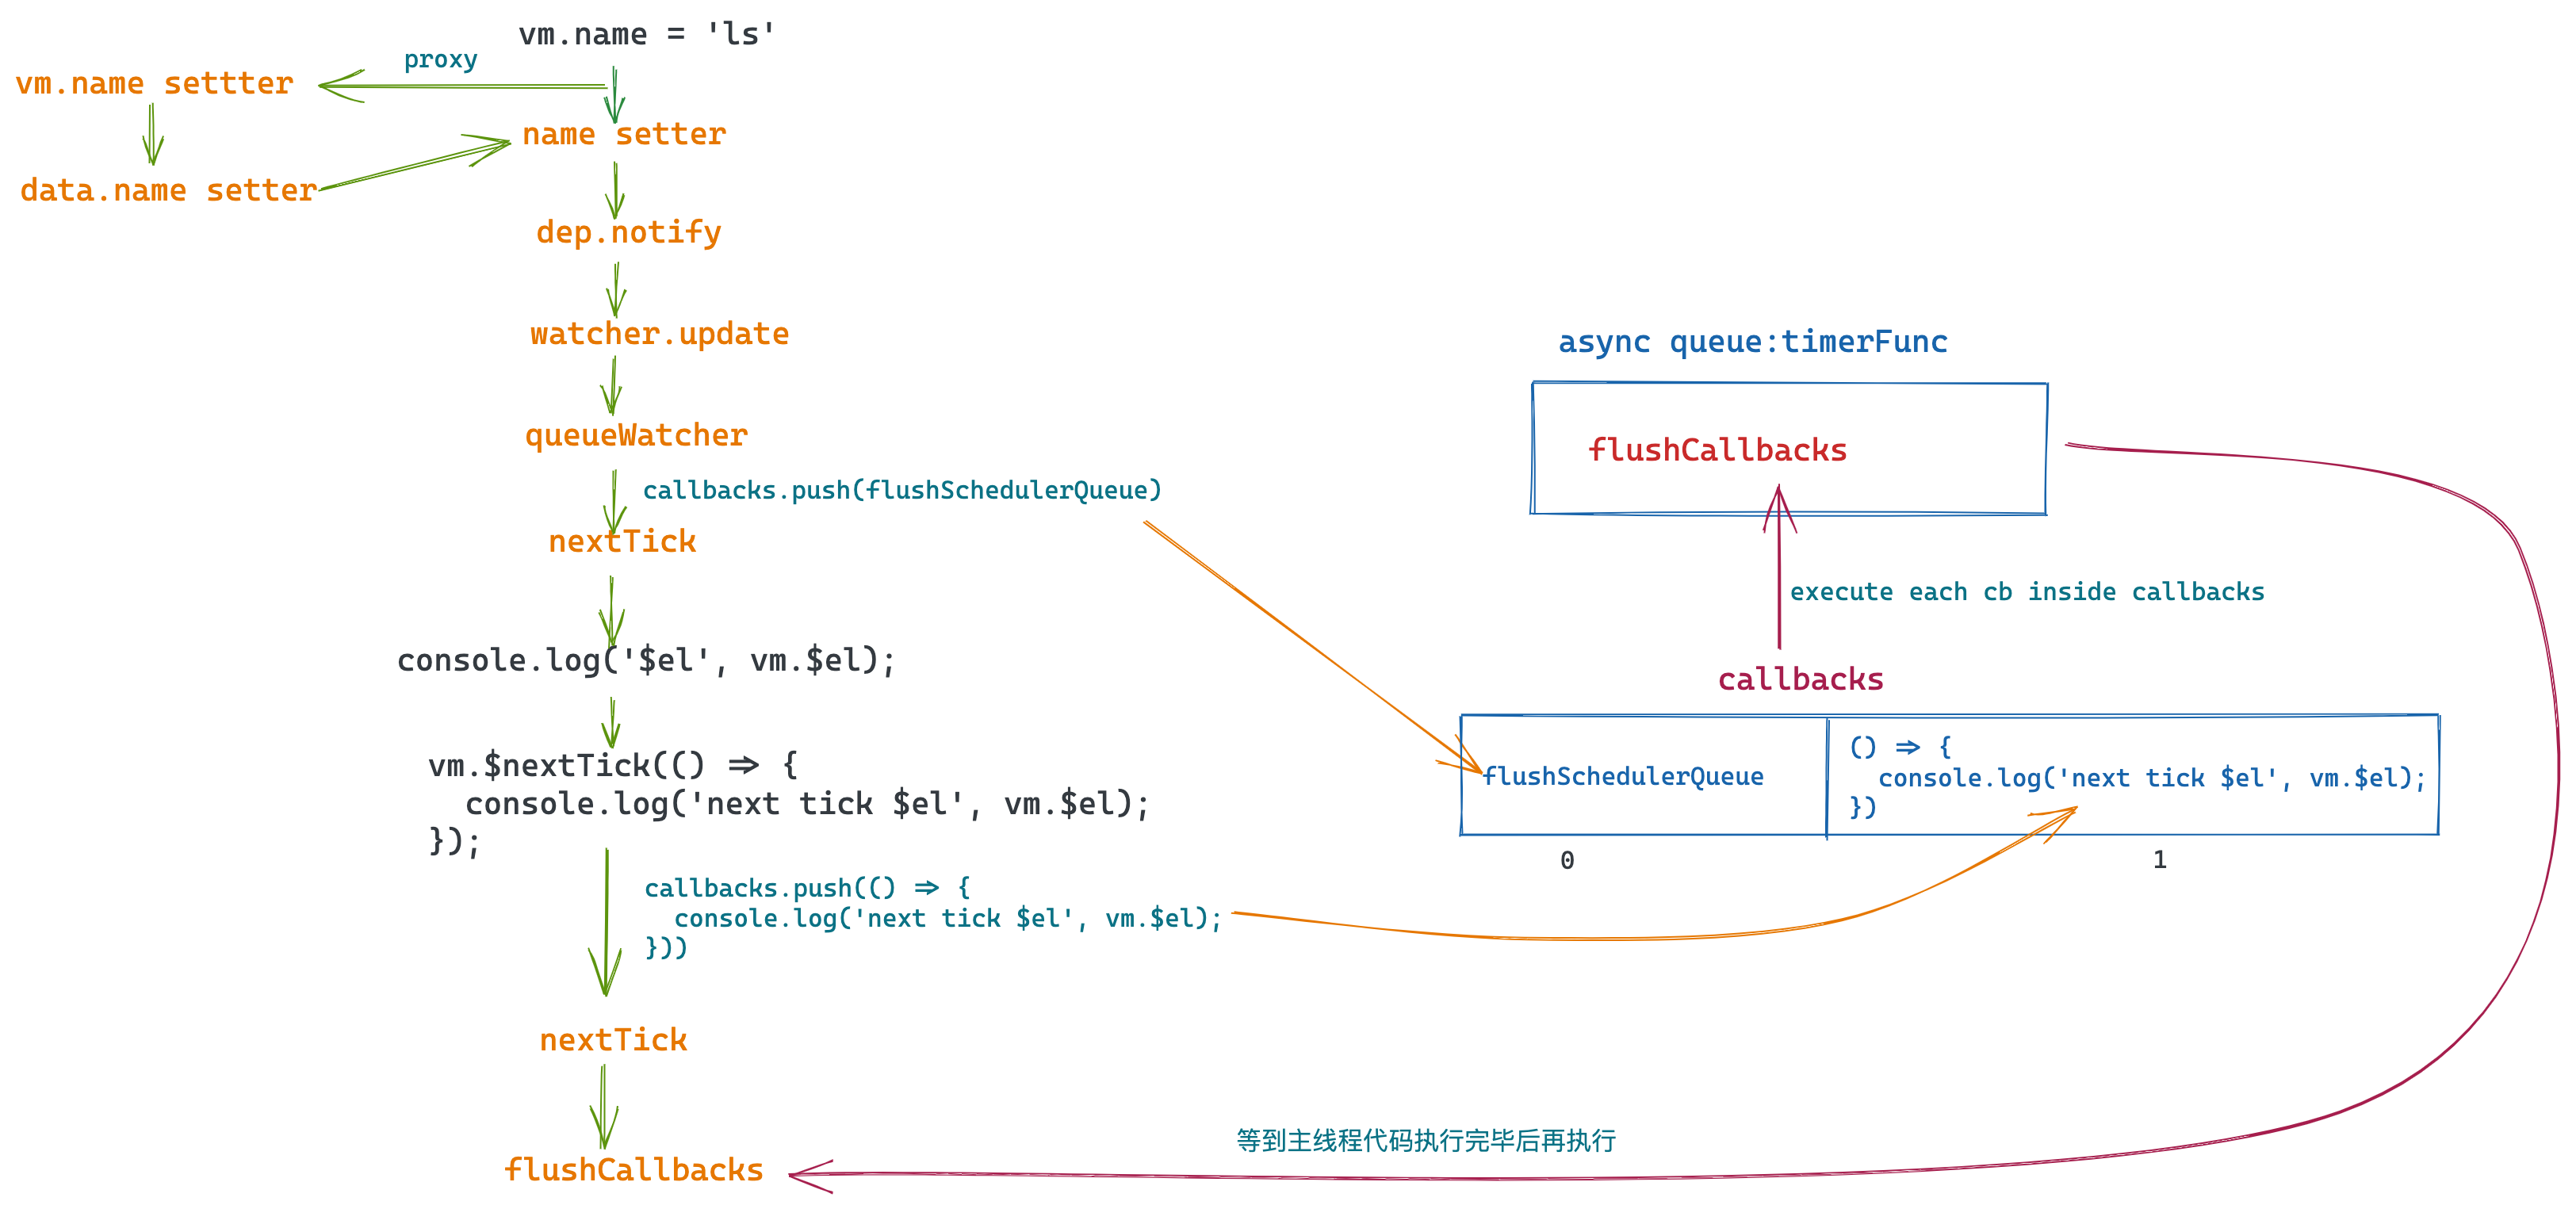 vm.name = 'ls'
proxy
vm.name settter
name setter
data.name setter
dep.notify
watcher.update
queueWatcher
callbacks.push(flushSchedulerQueue)
nextTick
console.log('$el', vm.$el);
vm.$nextTick(() => {
  console.log('next tick $el', vm.$el);
});
callbacks.push(() => {
  console.log('next tick $el', vm.$el);
}))
nextTick
flushCallbacks
async queue:timerFunc
flushCallbacks
execute each cb inside callbacks
callbacks
flushSchedulerQueue
() => {
  console.log('next tick $el', vm.$el);
})
0
1
等到主线程代码执行完毕后再执行